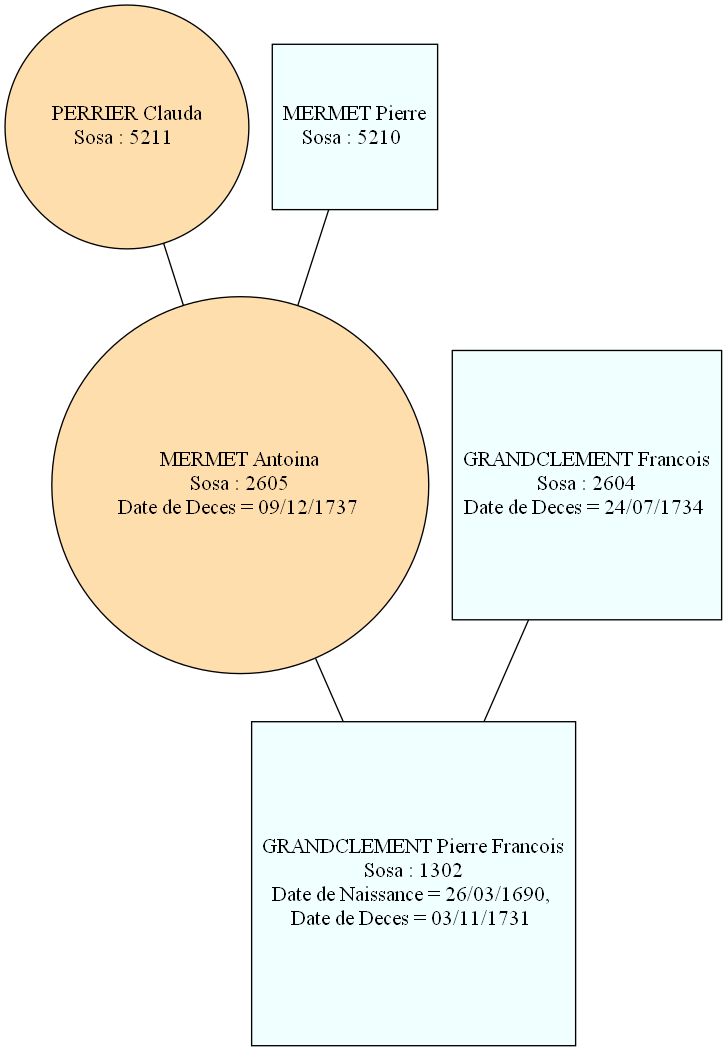 PERRIER Clauda
Sosa : 5211
MERMET Pierre
Sosa : 5210
MERMET Antoina
Sosa : 2605
Date de Deces = 09/12/1737
GRANDCLEMENT Francois
Sosa : 2604
Date de Deces = 24/07/1734
GRANDCLEMENT Pierre Francois
Sosa : 1302
Date de Naissance = 26/03/1690,
Date de Deces = 03/11/1731